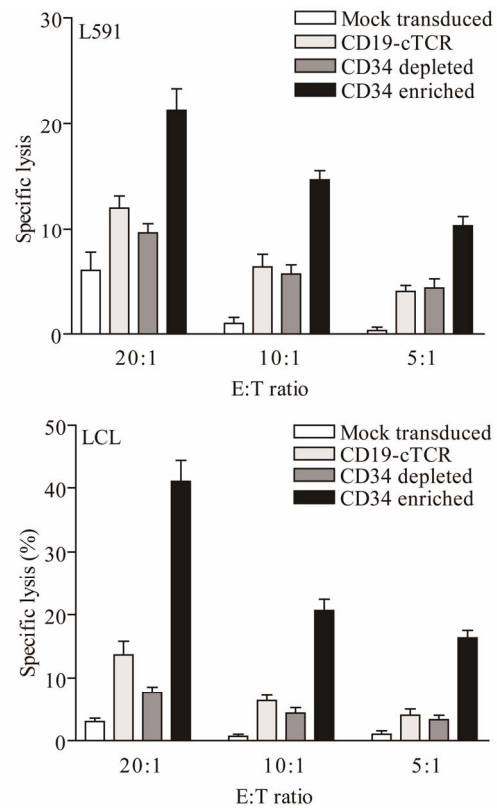 L591
Mock transduced
CD19-cTCR
CD34 depleted
CD34 enriched
Specific lysis
30
20
10
0
20:1 10:1 5:1
E:T ratio
LCL
Mock transduced
CD19-cTCR
CD34 depleted
CD34 enriched
Specific lysis (%)
50
40
30
20
10
0
20:1 10:1 5:1
E:T ratio